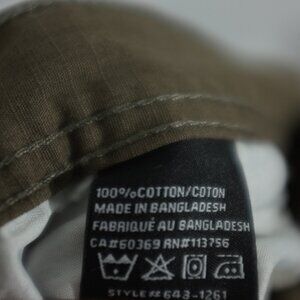 100%COTTON/COTON
MADE IN BANGLADESH
FABRIQUÉ AU BANGLADESH
CA#60369 RN#113756
STYLE# 643-1261